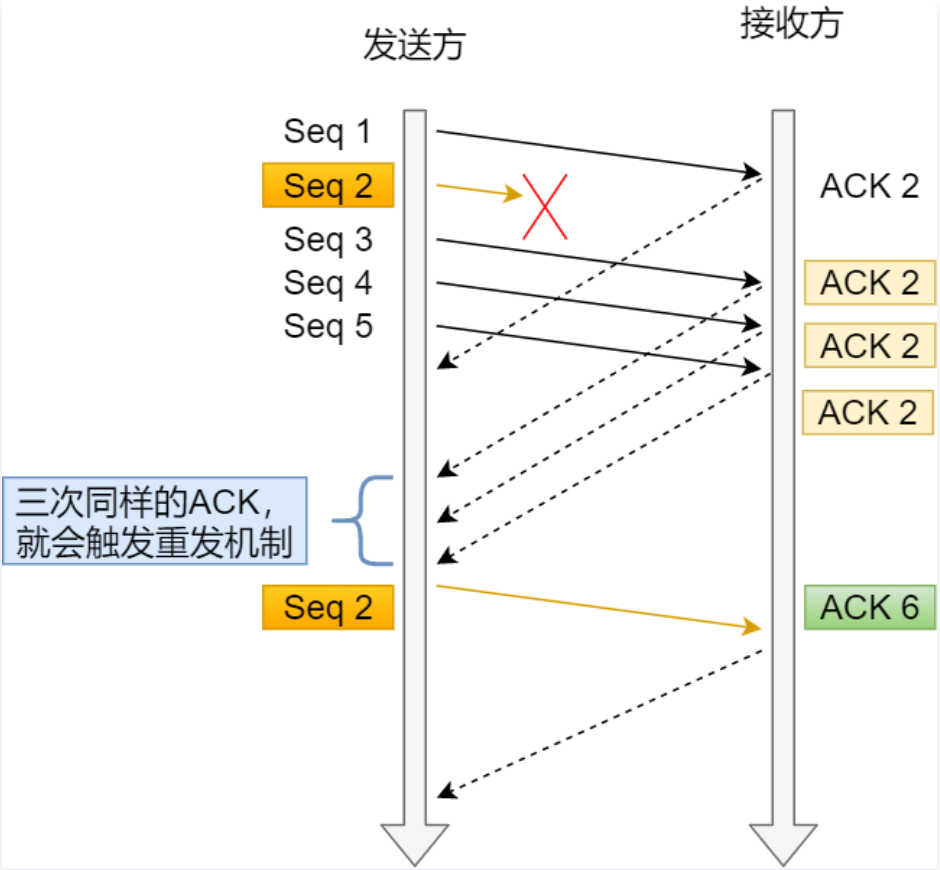 发送方
接收方
Seq 1
Seq 2
ACK 2
Seq 3
Seq 4
ACK 2
Seq 5
ACK 2
ACK 2
三次同样的ACK，
就会触发重发机制
Seq 2
ACK 6